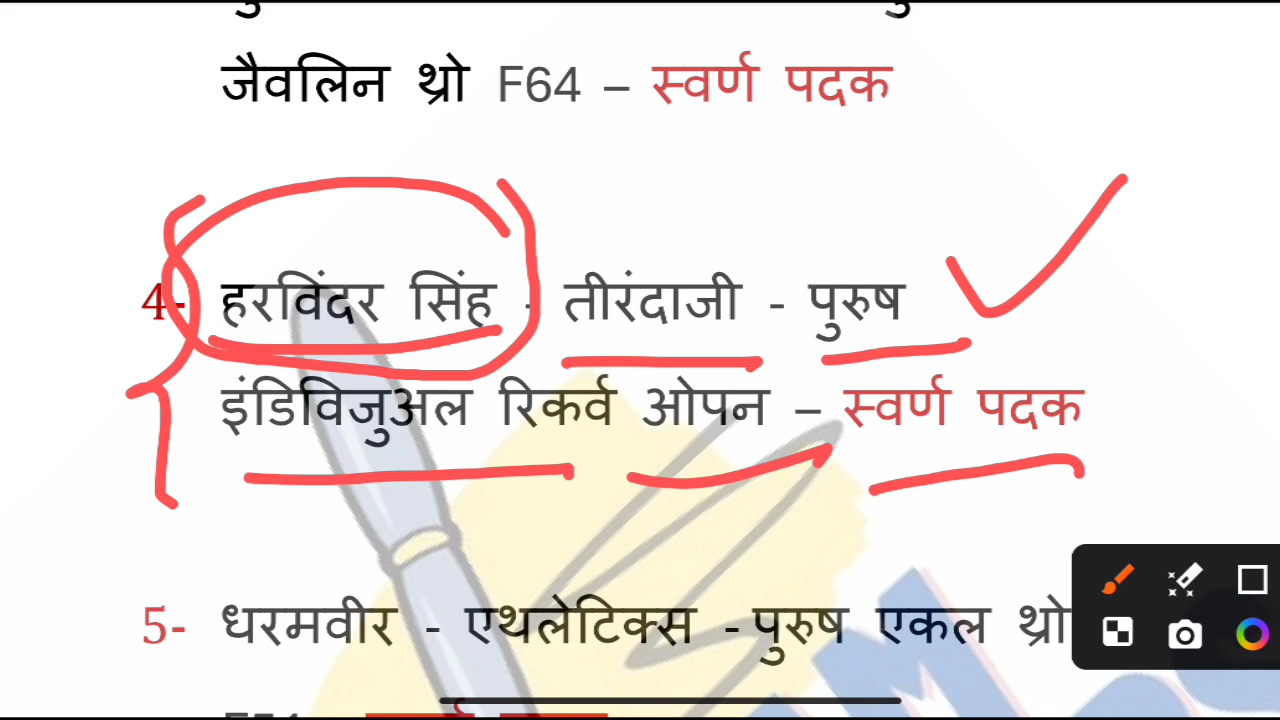 जैवलिन थ्रो F64 – स्वर्ण पदक
4- हरविंदर सिंह - तीरंदाजी - पुरुष
इंडिविजुअल रिकर्व ओपन – स्वर्ण पदक
5- धरमवीर - एथलेटिक्स -पुरुष एकल थ्रो